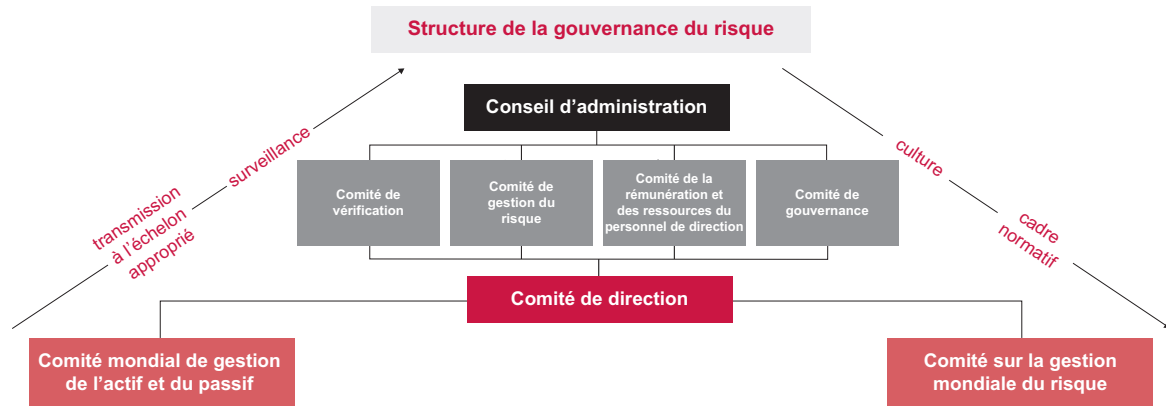 Structure de la gouvernance du risque
Conseil d’administration
surveillance
transmission
à l’échelon
approprié
culture
cadre
normatif
Comité de
vérification
Comité de
gestion du
risque
Comité de la
rémunération et
des ressources du
personnel de direction
Comité de
gouvernance
Comité de direction
Comité mondial de gestion
de l’actif et du passif
Comité sur la gestion
mondiale du risque